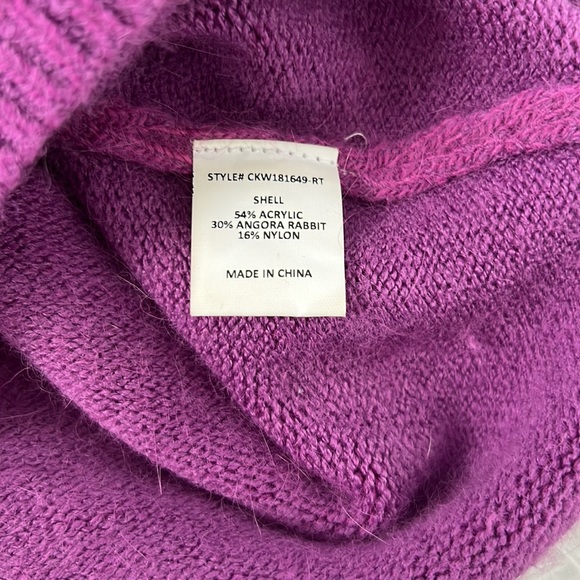 STYLE# CKW181649-RT
SHELL
54% ACRYLIC
30% ANGORA RABBIT
16% NYLON
MADE IN CHINA